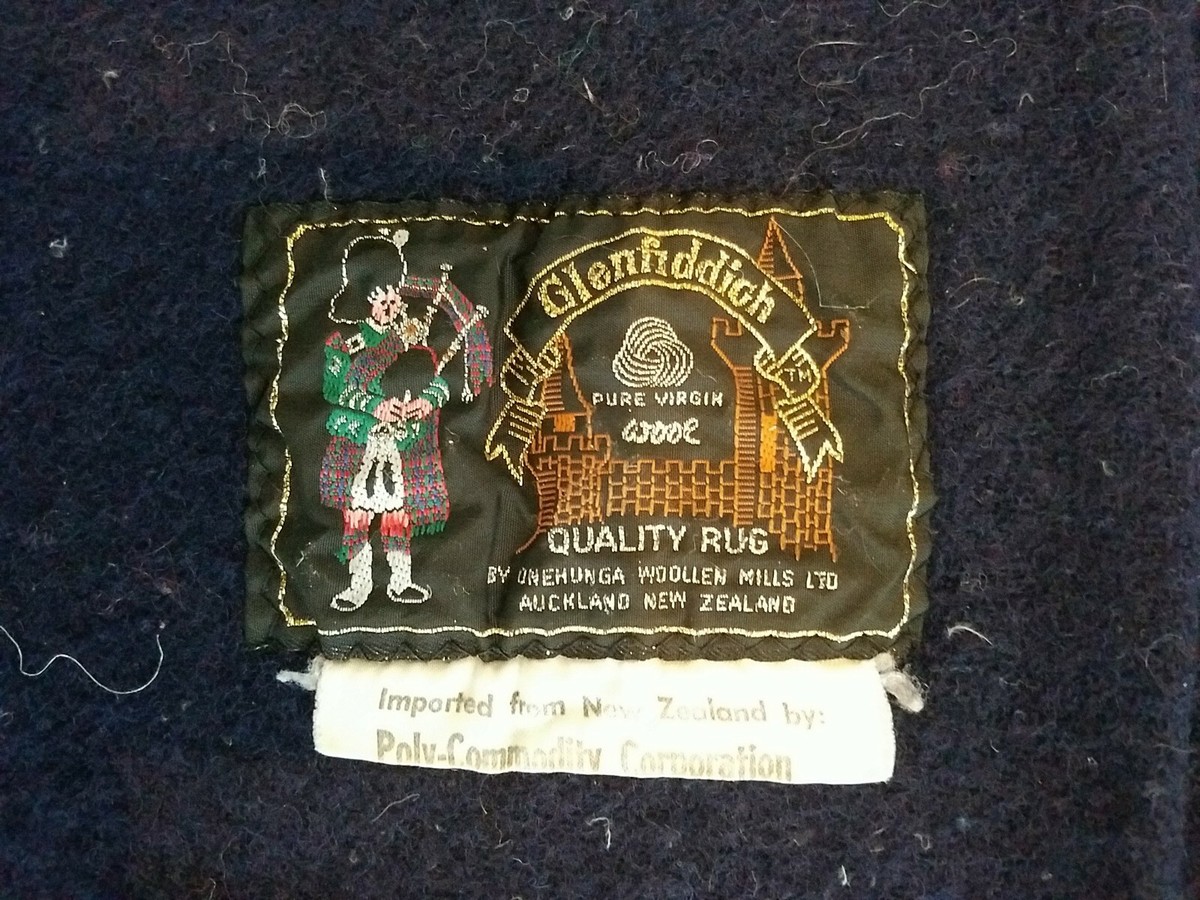 Glenfiddich
TM
PURE VIRGIN
WOOL
QUALITY RUG
BY ONEHUNGA WOOLLEN MILLS LTD
AUCKLAND NEW ZEALAND
Imported from New Zealand by:
Poly-Commodity Corporation